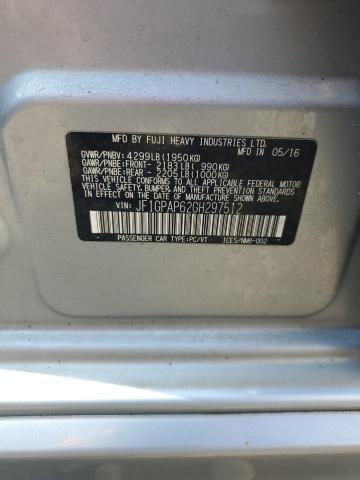 MFD BY FUJI HEAVY INDUSTRIES LTD.
MFD IN 05/16
GVWR/PNBV: 4299LB(1950KG)
GAWR/PNBE:FRONT- 2183LB( 990KG)
GAWR/PNBE:REAR - 2205LB(1000KG)
THIS VEHICLE CONFORMS TO ALL APPLICABLE FEDERAL MOTOR
VEHICLE SAFETY, BUMPER, AND THEFT PREVENTION STANDARDS
IN EFFECT ON THE DATE OF MANUFACTURE SHOWN ABOVE.
VIN: JF1GPAP62GH297512
VEHICLE TYPE:PC/VT ICES/NMB-002